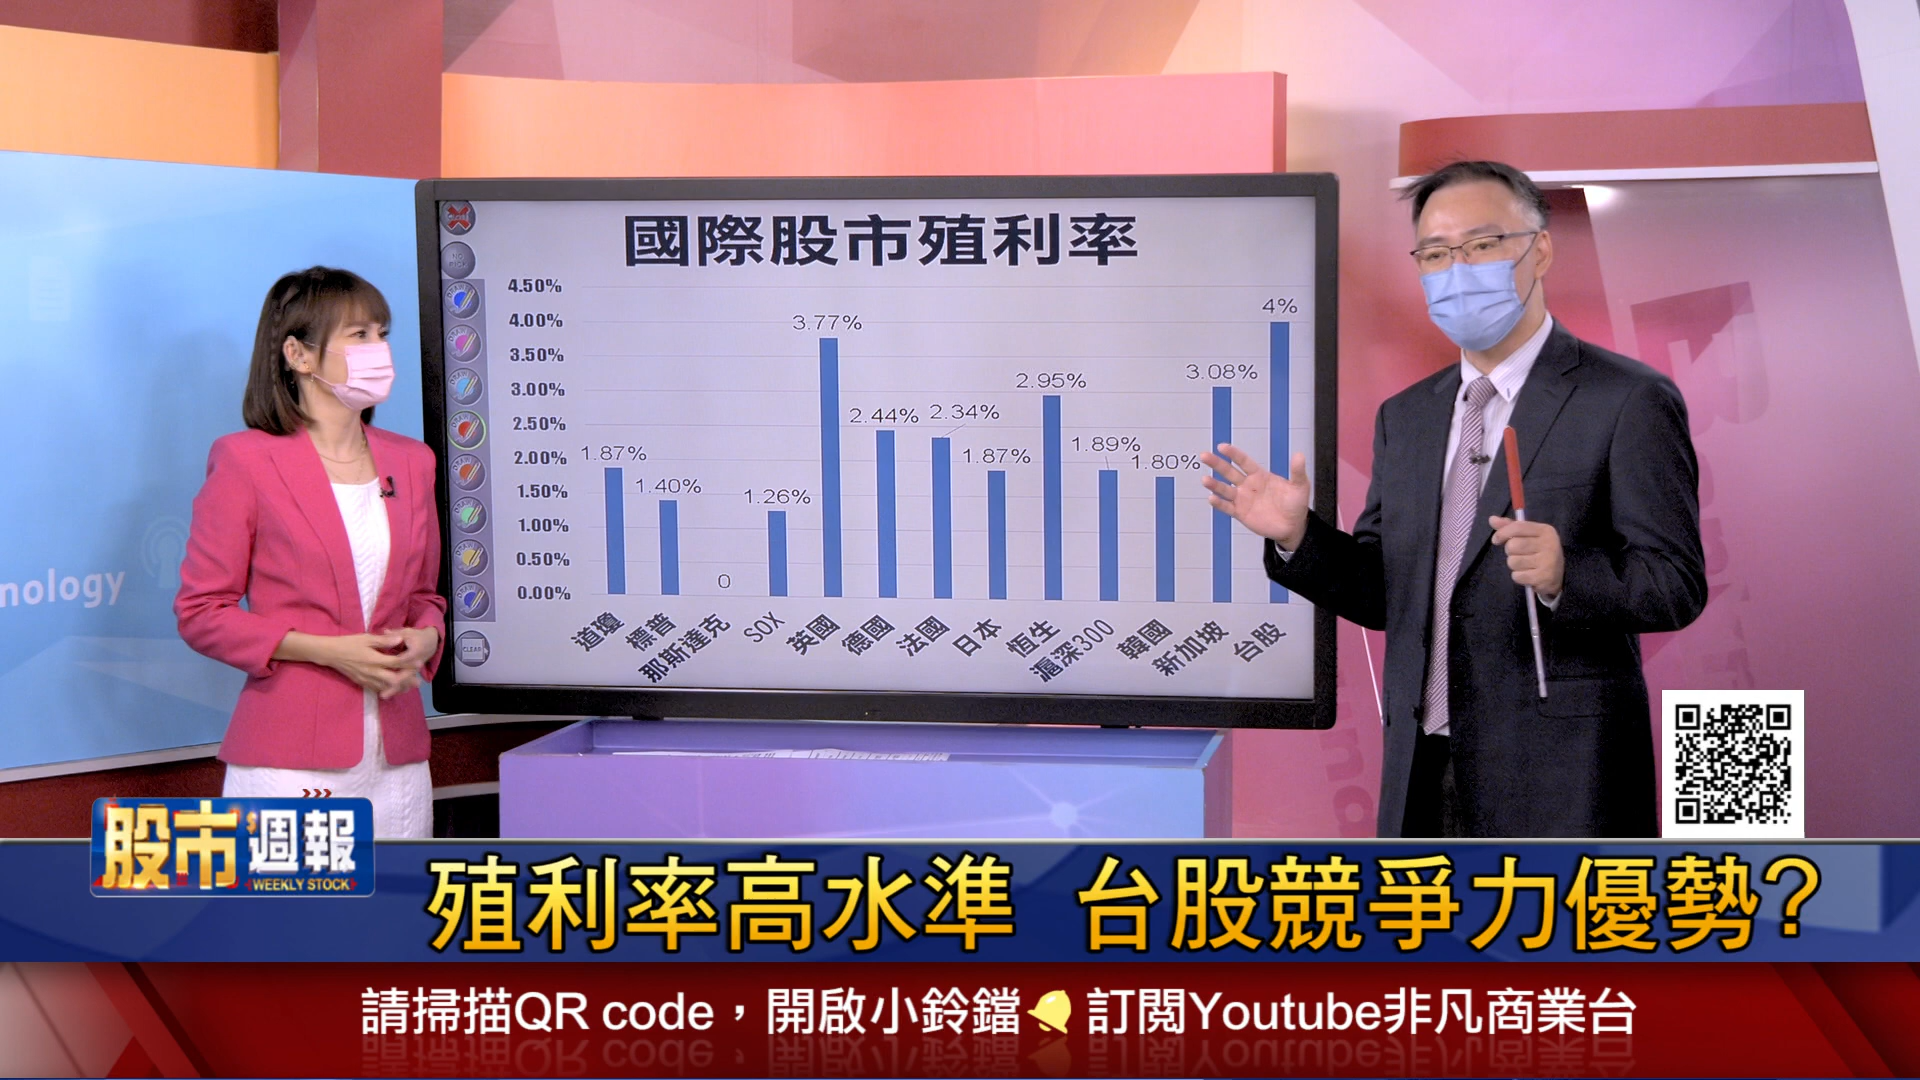 國際股市殖利率
4.50%
4.00%
3.50%
3.00%
2.50%
2.00%
1.50%
1.00%
0.50%
0.00%
1.87%
1.40%
0
1.26%
3.77%
2.44%
2.34%
1.87%
2.95%
1.89%
1.80%
3.08%
4%
道瓊
標普
那斯達克
SOX
英國
德國
法國
日本
恆生
滬深300
韓國
新加坡
台股
CLEAR
nology
股市週報
WEEKLY STOCK
殖利率高水準 台股競爭力優勢?
請掃描QR code，開啟小鈴鐺 訂閱Youtube非凡商業台